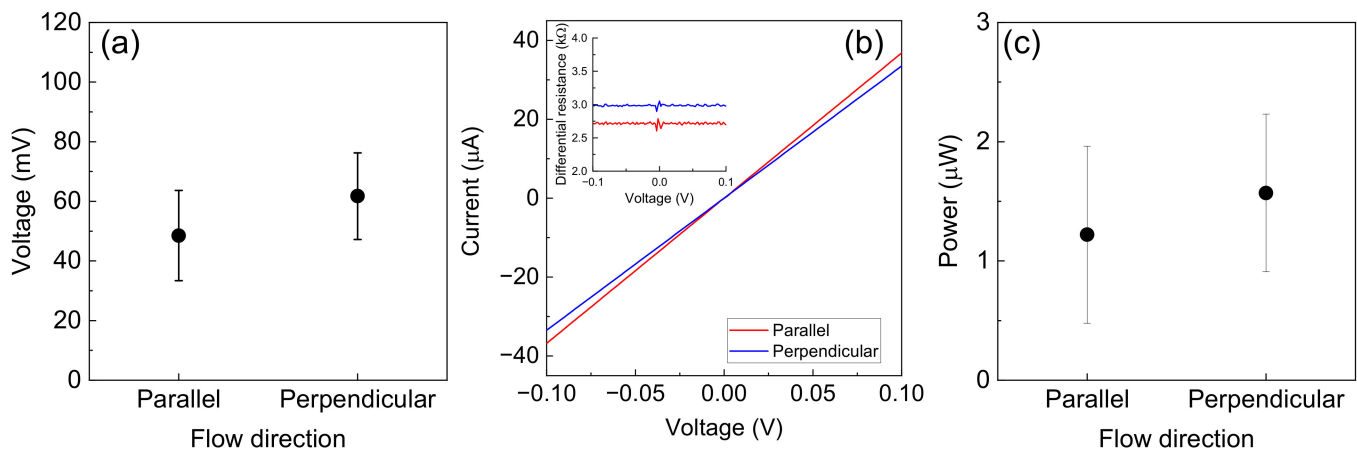 (a)
Voltage (mV)
120
100
80
60
40
20
0
Parallel Perpendicular
Flow direction
(b)
Current (µA)
40
20
0
−20
−40
Differential resistance (kΩ)
4.0
3.5
3.0
2.5
2.0
−0.1 0.0 0.1
Voltage (V)
Parallel
Perpendicular
−0.10 −0.05 0.00 0.05 0.10
Voltage (V)
(c)
Power (µW)
3
2
1
0
Parallel Perpendicular
Flow direction